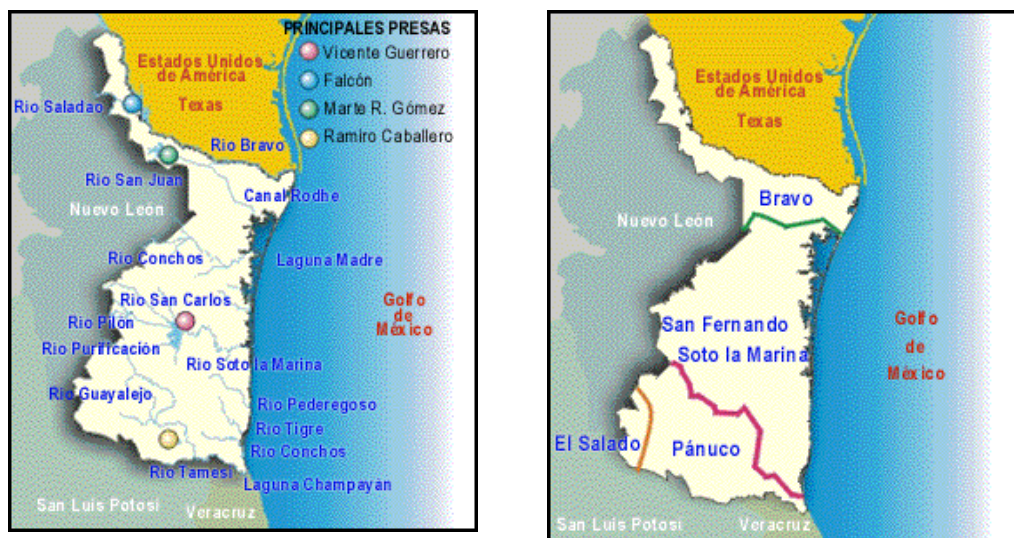 PRINCIPALES PRESAS
Vicente Guerrero
Falcón
Marte R. Gómez
Ramiro Caballero
Estados Unidos
de América
Texas
Rio Saladao
Rio Bravo
Rio San Juan
Canal Rodhe
Nuevo León
Rio Conchos
Laguna Madre
Rio San Carlos
Golfo
de
México
Rio Pilón
Rio Purificación
Rio Soto la Marina
Rio Guayalejo
Rio Pederegoso
Rio Tigre
Rio Conchos
Rio Tamesi
Laguna Champayan
San Luis Potosi
Veracruz
Estados Unidos
de América
Texas
Bravo
Nuevo León
San Fernando
Soto la Marina
Golfo
de
México
El Salado
Pánuco
San Luis Potosi
Veracruz